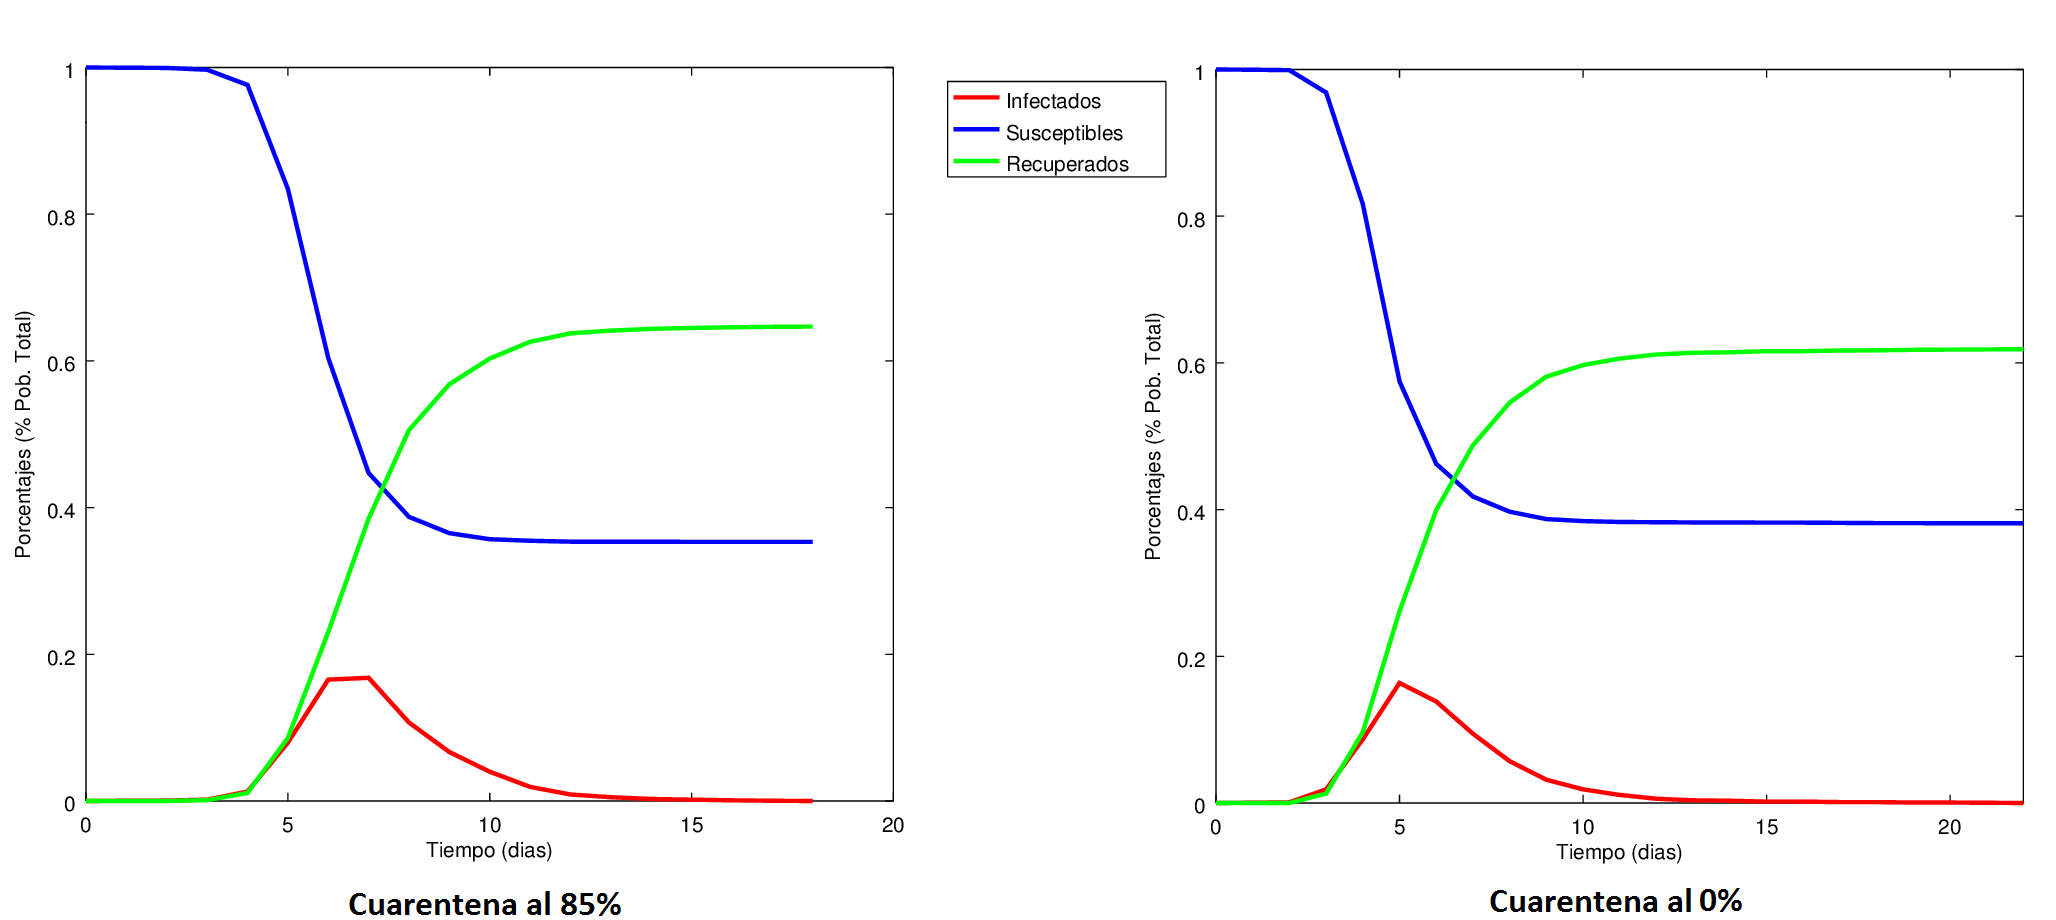 1
0.8
0.6
0.4
0.2
0
0
5
10
15
20
Porcentajes (% Pob. Total)
Tiempo (dias)
Cuarentena al 85%
Infectados
Susceptibles
Recuperados
1
0.8
0.6
0.4
0.2
0
0
5
10
15
20
Porcentajes (% Pob. Total)
Tiempo (dias)
Cuarentena al 0%